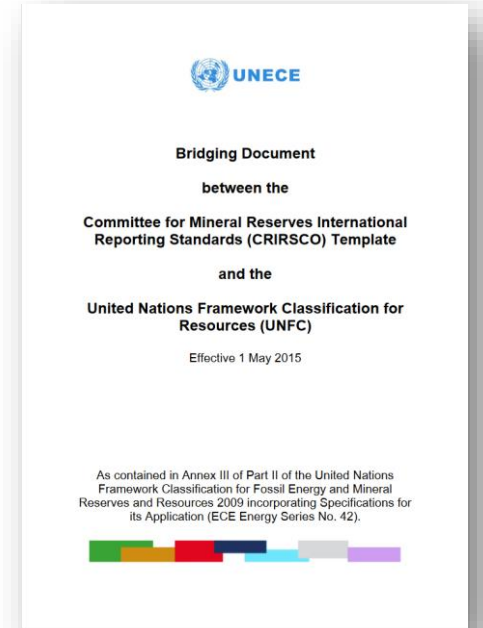 UNECE
Bridging Document
between the
Committee for Mineral Reserves International
Reporting Standards (CRIRSCO) Template
and the
United Nations Framework Classification for
Resources (UNFC)
Effective 1 May 2015
As contained in Annex III of Part II of the United Nations
Framework Classification for Fossil Energy and Mineral
Reserves and Resources 2009 incorporating Specifications for
its Application (ECE Energy Series No. 42).